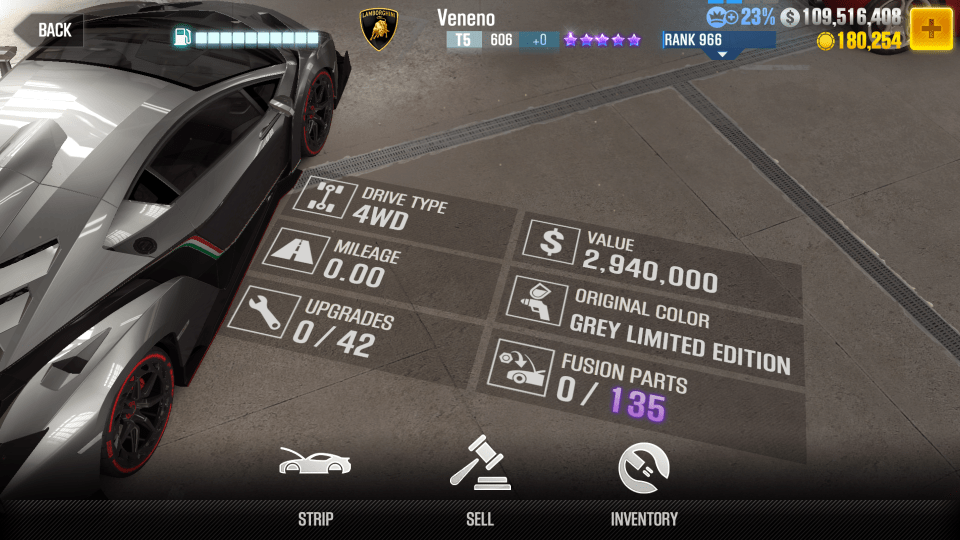 BACK
LAMBORGHINI
Veneno
T5 606 +0
RANK 966
23%
$ 109,516,408
180,254
DRIVE TYPE
4WD
MILEAGE
0.00
UPGRADES
0 / 42
$ VALUE
2,940,000
ORIGINAL COLOR
GREY LIMITED EDITION
FUSION PARTS
0 / 135
STRIP
SELL
INVENTORY